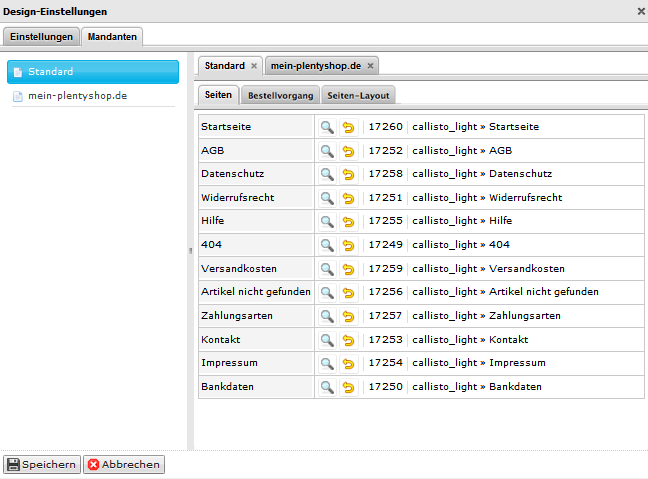 Design-Einstellungen
Einstellungen Mandanten
Standard
mein-plentyshop.de
Standard mein-plentyshop.de
Seiten Bestellvorgang Seiten-Layout
Startseite 17260 callisto_light » Startseite
AGB 17252 callisto_light » AGB
Datenschutz 17258 callisto_light » Datenschutz
Widerrufsrecht 17251 callisto_light » Widerrufsrecht
Hilfe 17255 callisto_light » Hilfe
404 17249 callisto_light » 404
Versandkosten 17259 callisto_light » Versandkosten
Artikel nicht gefunden 17256 callisto_light » Artikel nicht gefunden
Zahlungsarten 17257 callisto_light » Zahlungsarten
Kontakt 17253 callisto_light » Kontakt
Impressum 17254 callisto_light » Impressum
Bankdaten 17250 callisto_light » Bankdaten
Speichern Abbrechen